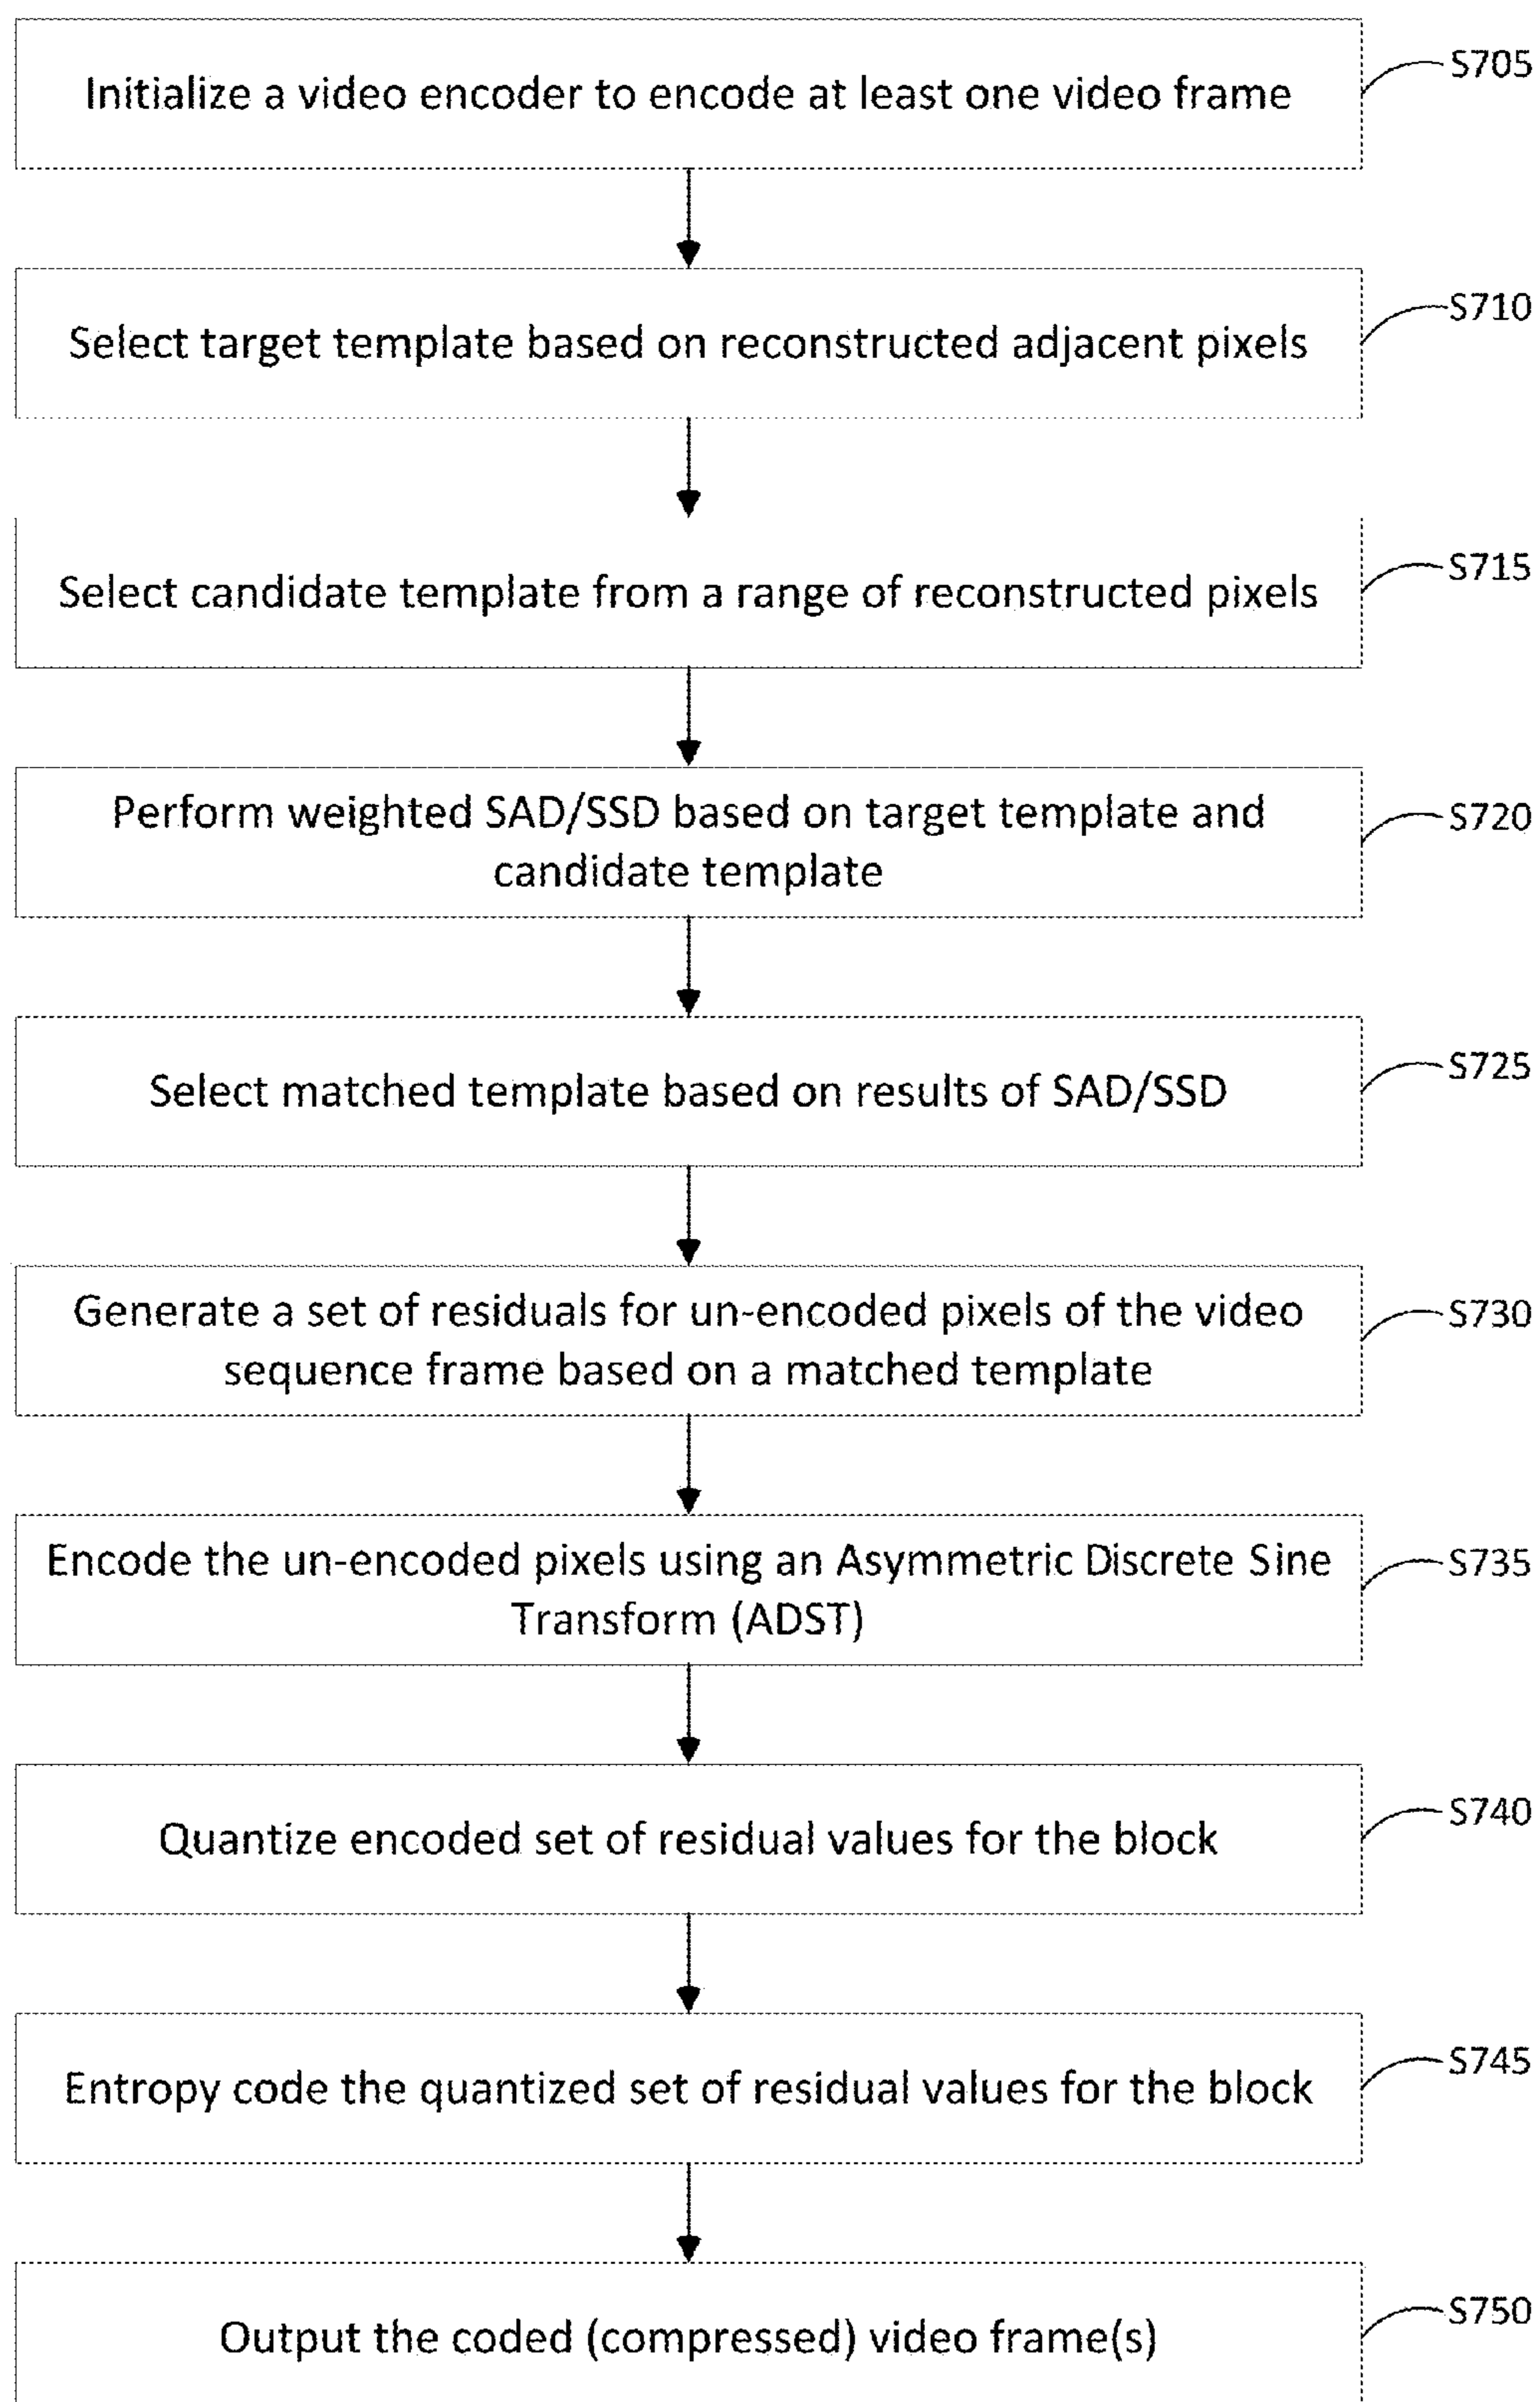 Initialize a video encoder to encode at least one video frame
S705
Select target template based on reconstructed adjacent pixels
S710
Select candidate template from a range of reconstructed pixels
S715
Perform weighted SAD/SSD based on target template and
candidate template
S720
Select matched template based on results of SAD/SSD
S725
Generate a set of residuals for un-encoded pixels of the video
sequence frame based on a matched template
S730
Encode the un-encoded pixels using an Asymmetric Discrete Sine
Transform (ADST)
S735
Quantize encoded set of residual values for the block
S740
Entropy code the quantized set of residual values for the block
S745
Output the coded (compressed) video frame(s)
S750